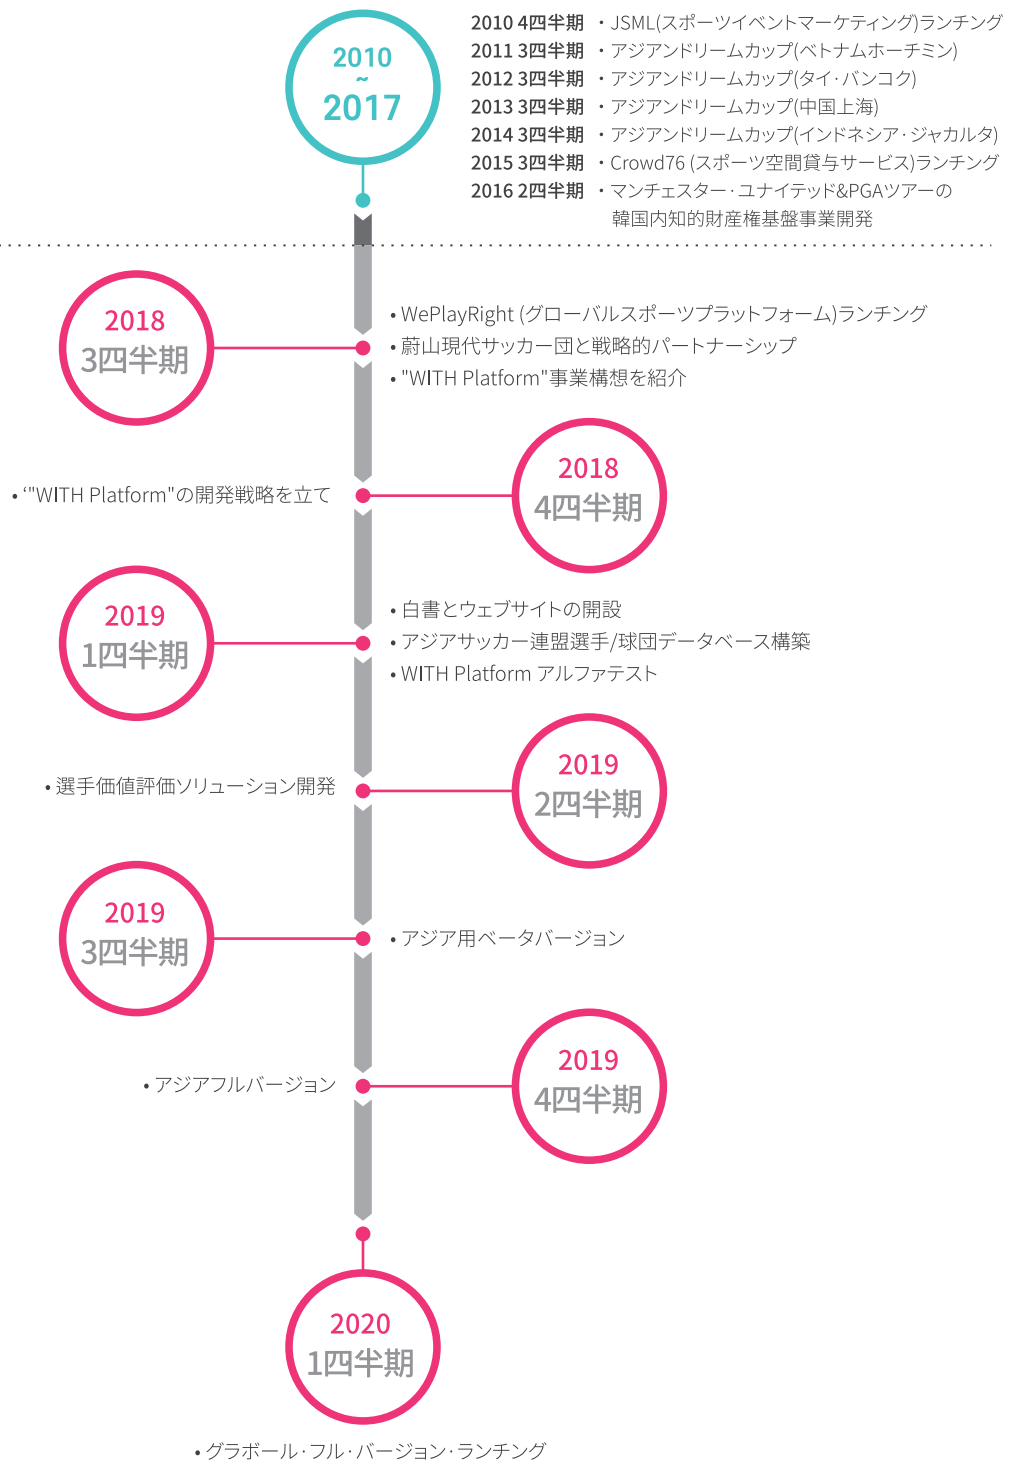 2010
~
2017
2010 4四半期 ・JSML(スポーツイベントマーケティング)ランチング
2011 3四半期 ・アジアンドリームカップ(ベトナムホーチミン)
2012 3四半期 ・アジアンドリームカップ(タイ·バンコク)
2013 3四半期 ・アジアンドリームカップ(中国上海)
2014 3四半期 ・アジアンドリームカップ(インドネシア·ジャカルタ)
2015 3四半期 ・Crowd76 (スポーツ空間貸与サービス)ランチング
2016 2四半期 ・マンチェスター·ユナイテッド&PGAツアーの
韓国内知的財産権基盤事業開発
2018
3四半期
• WePlayRight (グローバルスポーツプラットフォーム)ランチング
• 蔚山現代サッカー団と戦略的パートナーシップ
• "WITH Platform"事業構想を紹介
2018
4四半期
• ‘"WITH Platform"の開発戦略を立て
2019
1四半期
• 白書とウェブサイトの開設
• アジアサッカー連盟選手/球団データベース構築
• WITH Platform アルファテスト
2019
2四半期
• 選手価値評価ソリューション開発
2019
3四半期
• アジア用ベータバージョン
2019
4四半期
• アジアフルバージョン
2020
1四半期
• グラボール·フル·バージョン·ランチング